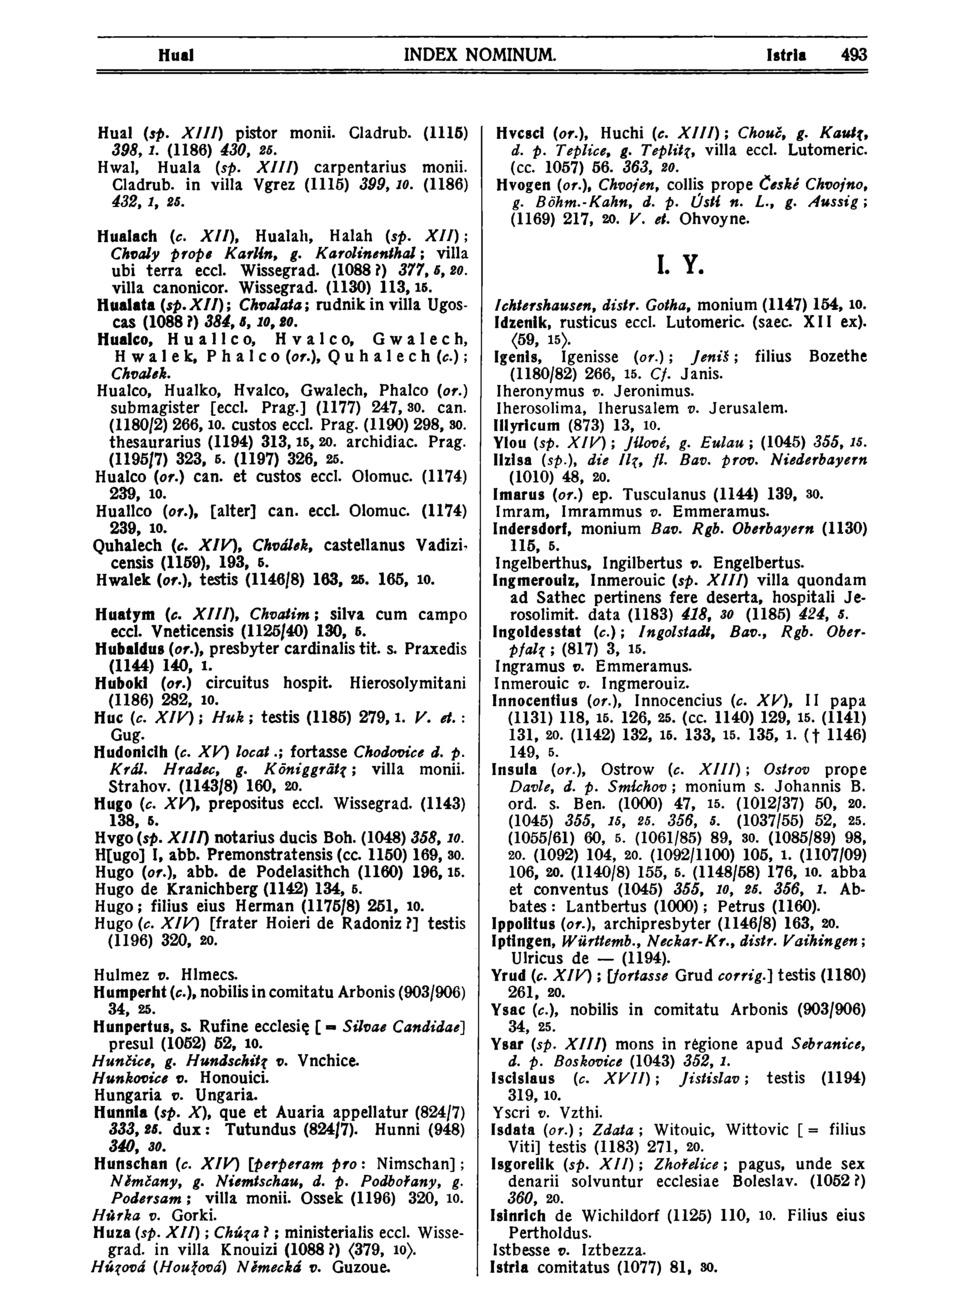 Hual INDEX NOMINUM. Istria 493
Hual (sp. XIII) pistor monii. Cladrub. (1115)
398, 1. (1186) 430, 25.
Hwal, Huala (sp. XIII) carpentarius monii.
Cladrub. in villa Vgrez (1115) 399, 10. (1186)
432, 1, 25.
Hualach (c. XII), Hualah, Halah (sp. XII);
Chvaly prope Karlín, g. Karolinenthal; villa
ubi terra eccl. Wissegrad. (1088?) 377, 5, 20.
villa canonicor. Wissegrad. (1130) 113, 15.
Hualata (sp. XII); Chvalata; rudnik in villa Ugos-
cas (1088?) 384, 5, 10, 20.
Hualco, Huallco, Hvalco, Gwalech,
Hwalek, Phalco (or.), Quhalech (c.);
Chvalek.
Hualco, Hualko, Hvalco, Gwalech, Phalco (or.)
submagister [eccl. Prag.] (1177) 247, 30. can.
(1180/2) 266, 10. custos eccl. Prag. (1190) 298, 30.
thesaurarius (1194) 313, 15, 20. archidiac. Prag.
(1195/7) 323, 5. (1197) 326, 25.
Hualco (or.) can. et custos eccl. Olomuc. (1174)
239, 10.
Huallco (or.), [alter] can. eccl. Olomuc. (1174)
239, 10.
Quhalech (c. XIV), Chválek, castellanus Vadizi-
censis (1159), 193, 5.
Hwalek (or.), testis (1146/8) 163, 25. 165, 10.
Huatym (c. XIII), Chvatim; silva cum campo
eccl. Vneticensis (1125/40) 130, 5.
Hubaldus (or.), presbyter cardinalis tit. s. Praxedis
(1144) 140, 1.
Hubokl (or.) circuitus hospit. Hierosolymitani
(1186) 282, 10.
Huc (c. XIV); Huk; testis (1185) 279, 1. V. et.:
Gug.
Hudonicih (c. XV) locat.; fortasse Chodovice d. p.
Král. Hradec, g. Königgrätz; villa monii.
Strahov. (1143/8) 160, 20.
Hugo (c. XV), prepositus eccl. Wissegrad. (1143)
138, 5.
Hvgo (sp. XIII) notarius ducis Boh. (1048) 358, 10.
H[ugo] I, abb. Premonstratensis (cc. 1150) 169, 30.
Hugo (or.), abb. de Podelasithch (1160) 196, 15.
Hugo de Kranichberg (1142) 134, 5.
Hugo; filius eius Herman (1175/8) 251, 10.
Hugo (c. XIV) [frater Hoieri de Radoniz?] testis
(1196) 320, 20.
Hulmez v. Hlmecs.
Humperht (c.), nobilis in comitatu Arbonis (903/906)
34, 25.
Hunpertus, s. Rufine ecclesię [= Silvae Candidae]
presul (1052) 52, 10.
Hunčice, g. Hundschitz v. Vnchice.
Hunkovice v. Honouici.
Hungaria v. Ungaria.
Hunnia (sp. X), que et Auaria appellatur (824/7)
333, 25. dux: Tutundus (824/7). Hunni (948)
340, 30.
Hunschan (c. XIV) [perperam pro: Nimschan];
Němčany, g. Niemtschau, d. p. Podbořany, g.
Podersam; villa monii. Ossek (1196) 320, 10.
Hůrka v. Gorki.
Huza (sp. XII); Chúza?; ministerialis eccl. Wisse-
grad. in villa Knouizi (1088?) ⟨379, 10⟩.
Húzová (Houžová) Německá v. Guzoue.
Hvcsci (or.), Huchi (c. XIII); Chouč, g. Kautz,
d. p. Teplice, g. Teplitz, villa eccl. Lutomeric.
(cc. 1057) 56. 363, 20.
Hvogen (or.), Chvojen, collis prope České Chvojno,
g. Böhm.-Kahn, d. p. Ústí n. L., g. Aussig;
(1169) 217, 20. V. et. Ohvoyne.
I. Y.
Ichtershausen, distr. Gotha, monium (1147) 154, 10.
Idzenik, rusticus eccl. Lutomeric. (saec. XII ex).
⟨59, 15⟩.
Igenis, Igenisse (or.); Jeniš; filius Bozethe
(1180/82) 266, 15. Cf. Janis.
Iheronymus v. Jeronimus.
Iherosolima, Iherusalem v. Jerusalem.
Illyricum (873) 13, 10.
Ylou (sp. XIV); Jílové, g. Eulau; (1045) 355, 15.
Ilzisa (sp.), die Ilz, fl. Bav. prov. Niederbayern
(1010) 48, 20.
Imarus (or.) ep. Tusculanus (1144) 139, 30.
Imram, Imrammus v. Emmeramus.
Indersdorf, monium Bav. Rgb. Oberbayern (1130)
115, 5.
Ingelberthus, Ingilbertus v. Engelbertus.
Ingmerouiz, Inmerouic (sp. XIII) villa quondam
ad Sathec pertinens fere deserta, hospitali Je-
rosolimit. data (1183) 418, 30 (1185) 424, 5.
Ingoldesstat (c.); Ingolstadt, Bav., Rgb. Ober-
pfalz; (817) 3, 15.
Ingramus v. Emmeramus.
Inmerouic v. Ingmerouiz.
Innocentius (or.), Innocencius (c. XV), II papa
(1131) 118, 15. 126, 25. (cc. 1140) 129, 15. (1141)
131, 20. (1142) 132, 15. 133, 15. 135, 1. († 1146)
149, 5.
Insula (or.), Ostrow (c. XIII); Ostrov prope
Davle, d. p. Smíchov; monium s. Johannis B.
ord. s. Ben. (1000) 47, 15. (1012/37) 50, 20.
(1045) 355, 15, 25. 356, 5. (1037/55) 52, 25.
(1055/61) 60, 5. (1061/85) 89, 30. (1085/89) 98,
20. (1092) 104, 20. (1092/1100) 105, 1. (1107/09)
106, 20. (1140/8) 155, 5. (1148/58) 176, 10. abba
et conventus (1045) 355, 10, 25. 356, 1. Ab-
bates: Lantbertus (1000); Petrus (1160).
Ippolitus (or.), archipresbyter (1146/8) 163, 20.
Iptingen, Württemb., Neckar-Kr., distr. Vaihingen;
Ulricus de — (1194).
Yrud (c. XIV); [fortasse Grud corrig.] testis (1180)
261, 20.
Ysac (c.), nobilis in comitatu Arbonis (903/906)
34, 25.
Ysar (sp. XIII) mons in régione apud Sebranice,
d. p. Boskovice (1043) 352, 1.
Iscislaus (c. XVII); Jistislav; testis (1194)
319, 10.
Yscri v. Vzthi.
Isdata (or.); Zdata; Witouic, Wittovic [= filius
Viti] testis (1183) 271, 20.
Isgorelik (sp. XII); Zhořelice; pagus, unde sex
denarii solvuntur ecclesiae Boleslav. (1052?)
360, 20.
Isinrich de Wichildorf (1125) 110, 10. Filius eius
Pertholdus.
Istbesse v. Iztbezza.
Istria comitatus (1077) 81, 30.